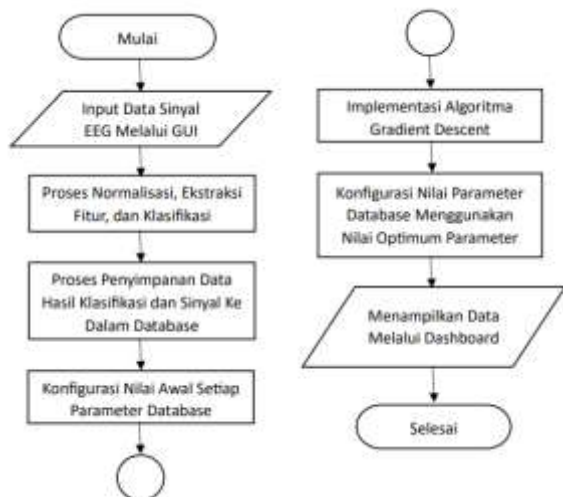 Mulai
Input Data Sinyal
EEG Melalui GUI
Proses Normalisasi, Ekstraksi
Fitur, dan Klasifikasi
Proses Penyimpanan Data
Hasil Klasifikasi dan Sinyal Ke
Dalam Database
Konfigurasi Nilai Awal Setiap
Parameter Database
Implementasi Algoritma
Gradient Descent
Konfigurasi Nilai Parameter
Database Menggunakan
Nilai Optimum Parameter
Menampilkan Data
Melalui Dashboard
Selesai